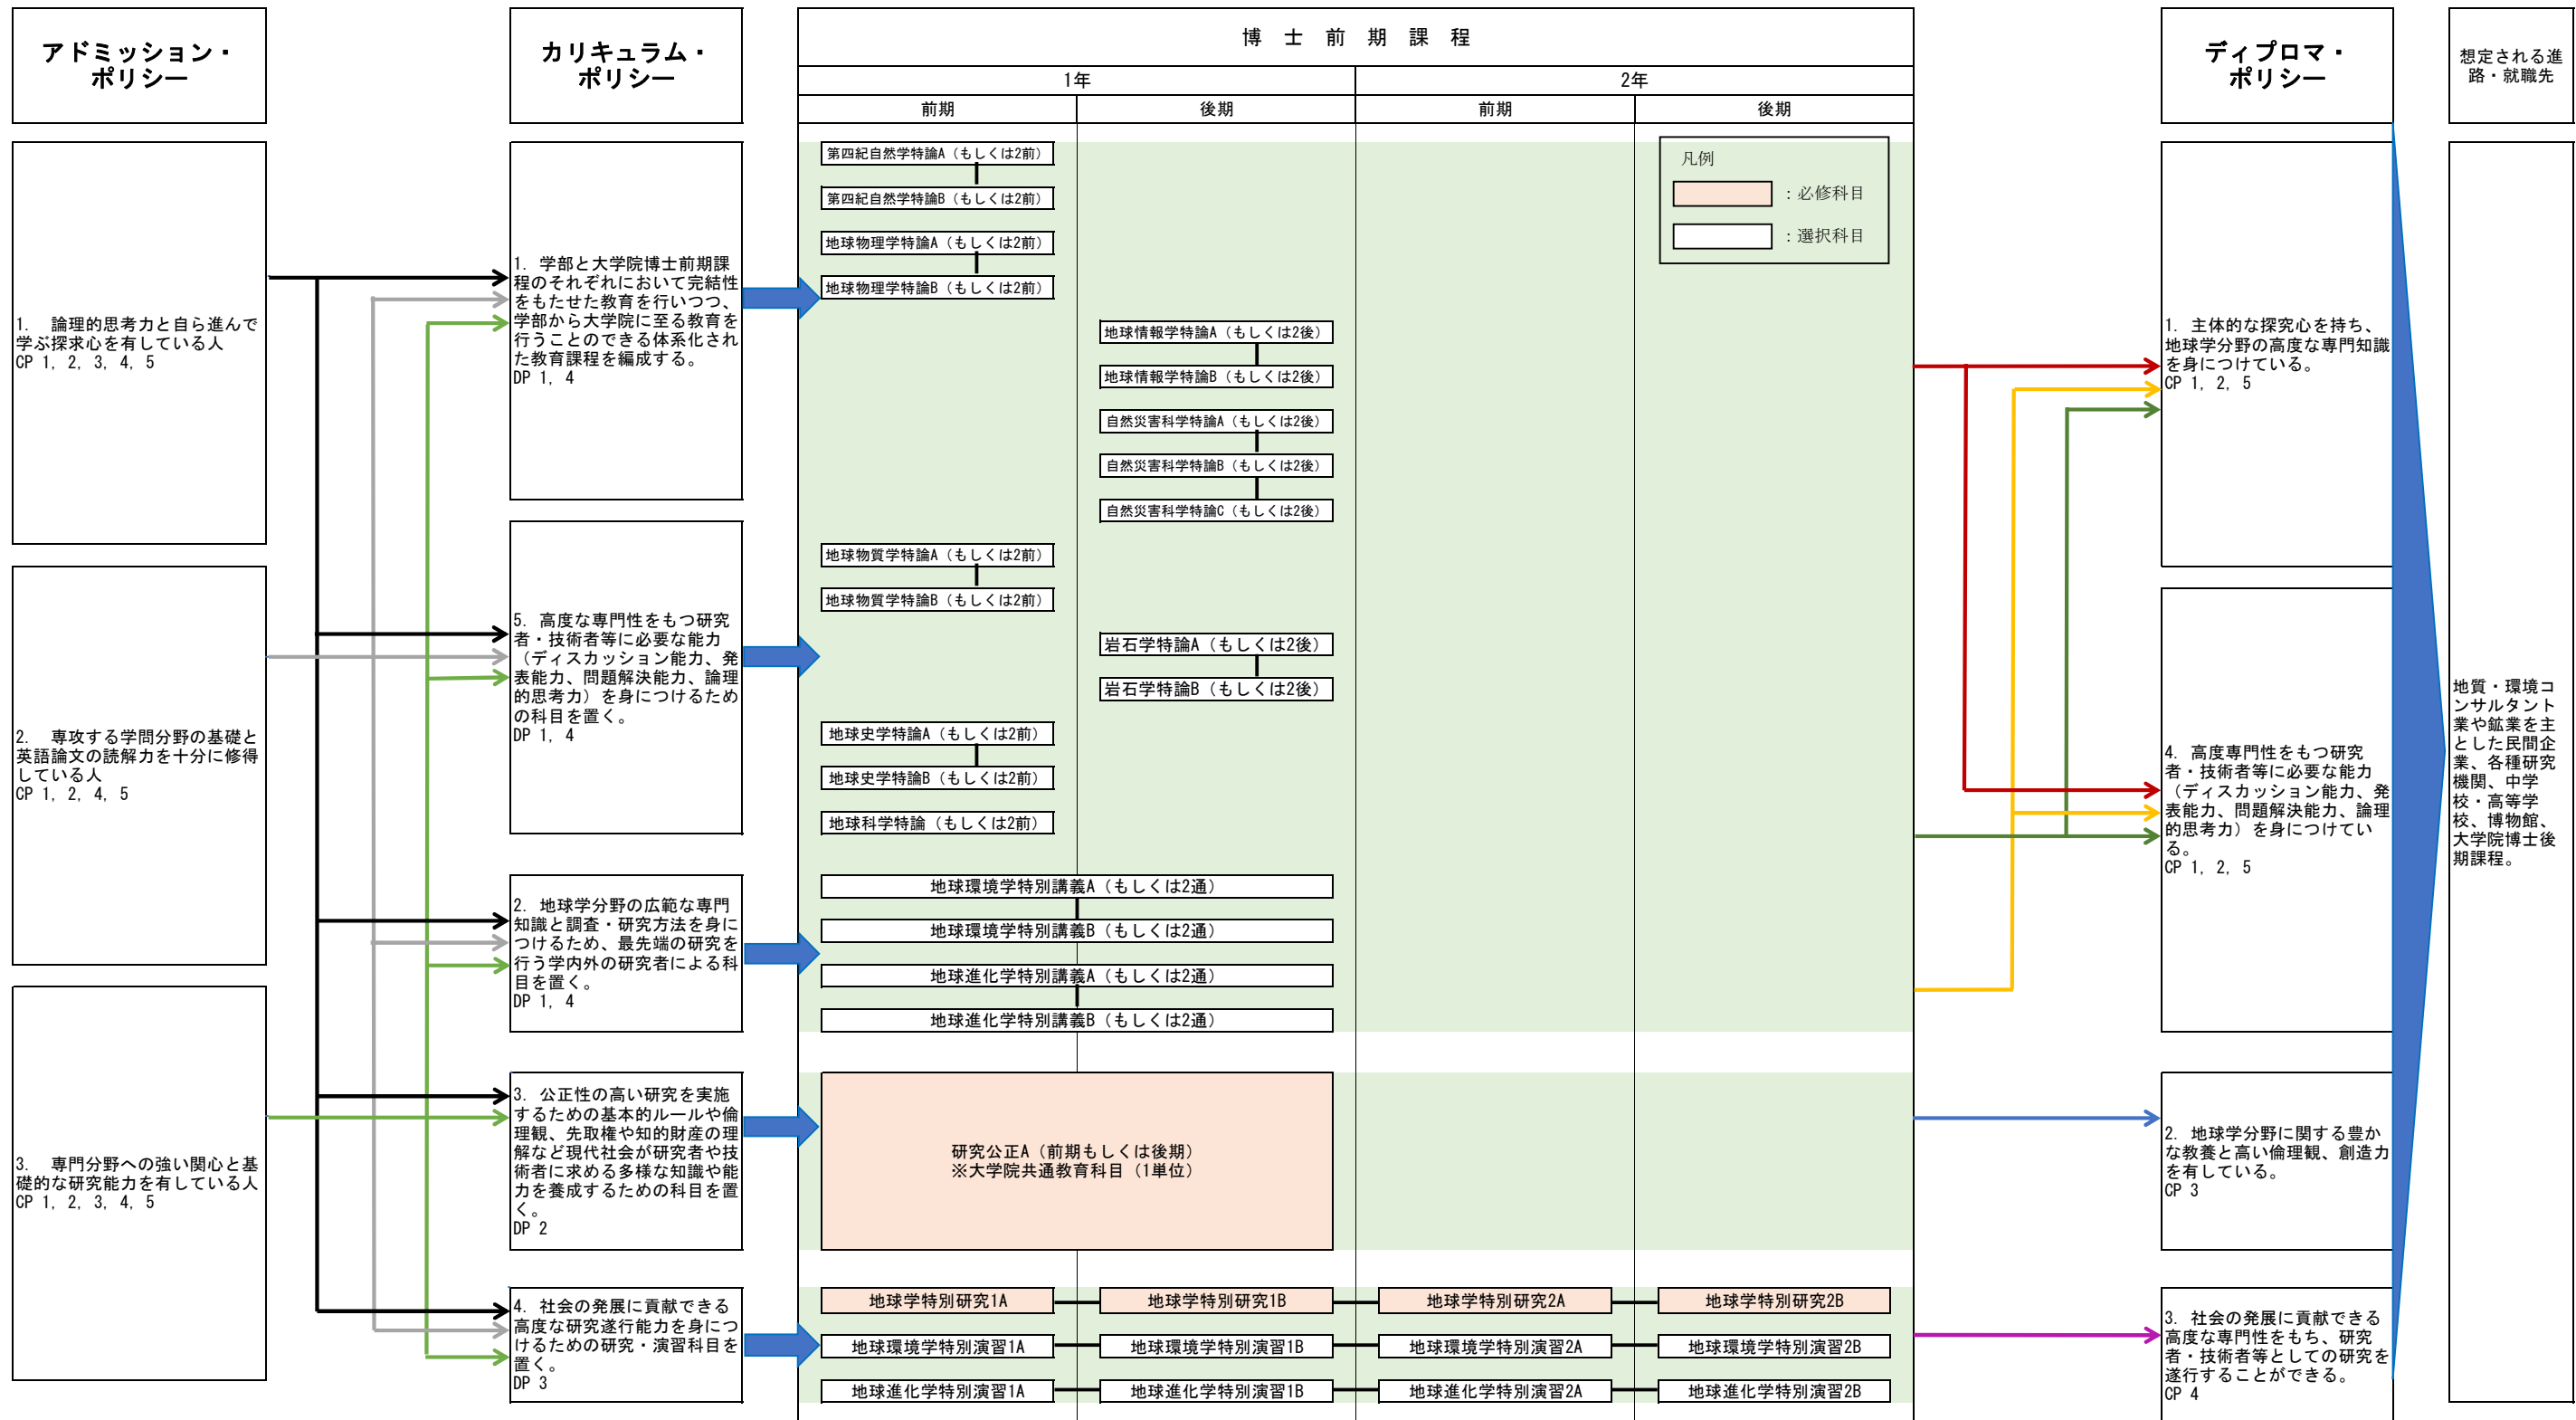 アドミッション・
ポリシー
カリキュラム・
ポリシー
博士前期課程
1年
2年
前期
後期
前期
後期
ディプロマ・
ポリシー
想定される進
路・就職先
1. 論理的思考力と自ら進んで
学ぶ探求心を有している人
CP 1, 2, 3, 4, 5
2. 専攻する学問分野の基礎と
英語論文の読解力を十分に修得
している人
CP 1, 2, 4, 5
3. 専門分野への強い関心と基
礎的な研究能力を有している人
CP 1, 2, 3, 4, 5
1. 学部と大学院博士前期課
程のそれぞれにおいて完結性
をもたせた教育を行いつつ、
学部から大学院に至る教育を
行うことのできる体系化され
た教育課程を編成する。
DP 1, 4
5. 高度な専門性をもつ研究
者・技術者等に必要な能力
（ディスカッション能力、発
表能力、問題解決能力、論理
的思考力）を身につけるため
の科目を置く。
DP 1, 4
2. 地球学分野の広範な専門
知識と調査・研究方法を身に
つけるため、最先端の研究を
行う学内外の研究者による科
目を置く。
DP 1, 4
3. 公正性の高い研究を実施
するための基本的ルールや倫
理観、先取権や知的財産の理
解など現代社会が研究者や技
術者に求める多様な知識や能
力を養成するための科目を置
く。
DP 2
4. 社会の発展に貢献できる
高度な研究遂行能力を身につ
けるための研究・演習科目を
置く。
DP 3
第四紀自然学特論A（もしくは2前）
第四紀自然学特論B（もしくは2前）
地球物理学特論A（もしくは2前）
地球物理学特論B（もしくは2前）
地球情報学特論A（もしくは2後）
地球情報学特論B（もしくは2後）
自然災害科学特論A（もしくは2後）
自然災害科学特論B（もしくは2後）
自然災害科学特論C（もしくは2後）
地球物質学特論A（もしくは2前）
地球物質学特論B（もしくは2前）
岩石学特論A（もしくは2後）
岩石学特論B（もしくは2後）
地球史学特論A（もしくは2前）
地球史学特論B（もしくは2前）
地球科学特論（もしくは2前）
地球環境学特別講義A（もしくは2通）
地球環境学特別講義B（もしくは2通）
地球進化学特別講義A（もしくは2通）
地球進化学特別講義B（もしくは2通）
研究公正A（前期もしくは後期）
※大学院共通教育科目（1単位）
地球学特別研究1A
地球学特別研究1B
地球学特別研究2A
地球学特別研究2B
地球環境学特別演習1A
地球環境学特別演習1B
地球環境学特別演習2A
地球環境学特別演習2B
地球進化学特別演習1A
地球進化学特別演習1B
地球進化学特別演習2A
地球進化学特別演習2B
凡例
：必修科目
：選択科目
1. 主体的な探究心を持ち、
地球学分野の高度な専門知識
を身につけている。
CP 1, 2, 5
4. 高度専門性をもつ研究
者・技術者等に必要な能力
（ディスカッション能力、発
表能力、問題解決能力、論理
的思考力）を身につけてい
る。
CP 1, 2, 5
2. 地球学分野に関する豊か
な教養と高い倫理観、創造力
を有している。
CP 3
3. 社会の発展に貢献できる
高度な専門性をもち、研究
者・技術者等としての研究を
遂行することができる。
CP 4
地質・環境コ
ンサルタント
業や鉱業を主
とした民間企
業、各種研究
機関、中学
校・高等学
校、博物館、
大学院博士後
期課程。